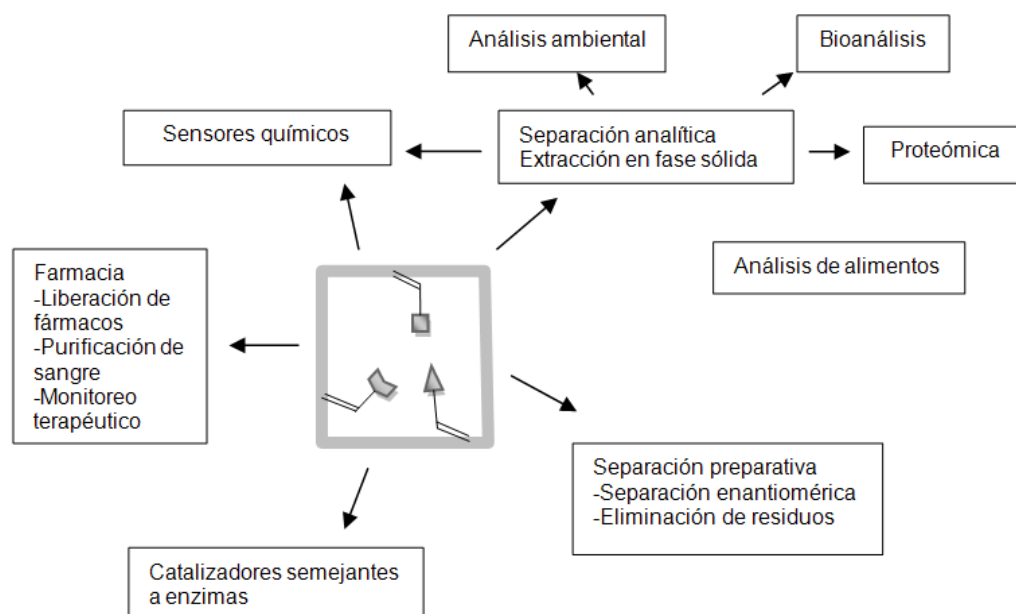 Análisis ambiental
Bioanálisis
Sensores químicos
Separación analítica
Extracción en fase sólida
Proteómica
Análisis de alimentos
Farmacia
-Liberación de
fármacos
-Purificación de
sangre
-Monitoreo
terapéutico
Separación preparativa
-Separación enantiomérica
-Eliminación de residuos
Catalizadores semejantes
a enzimas